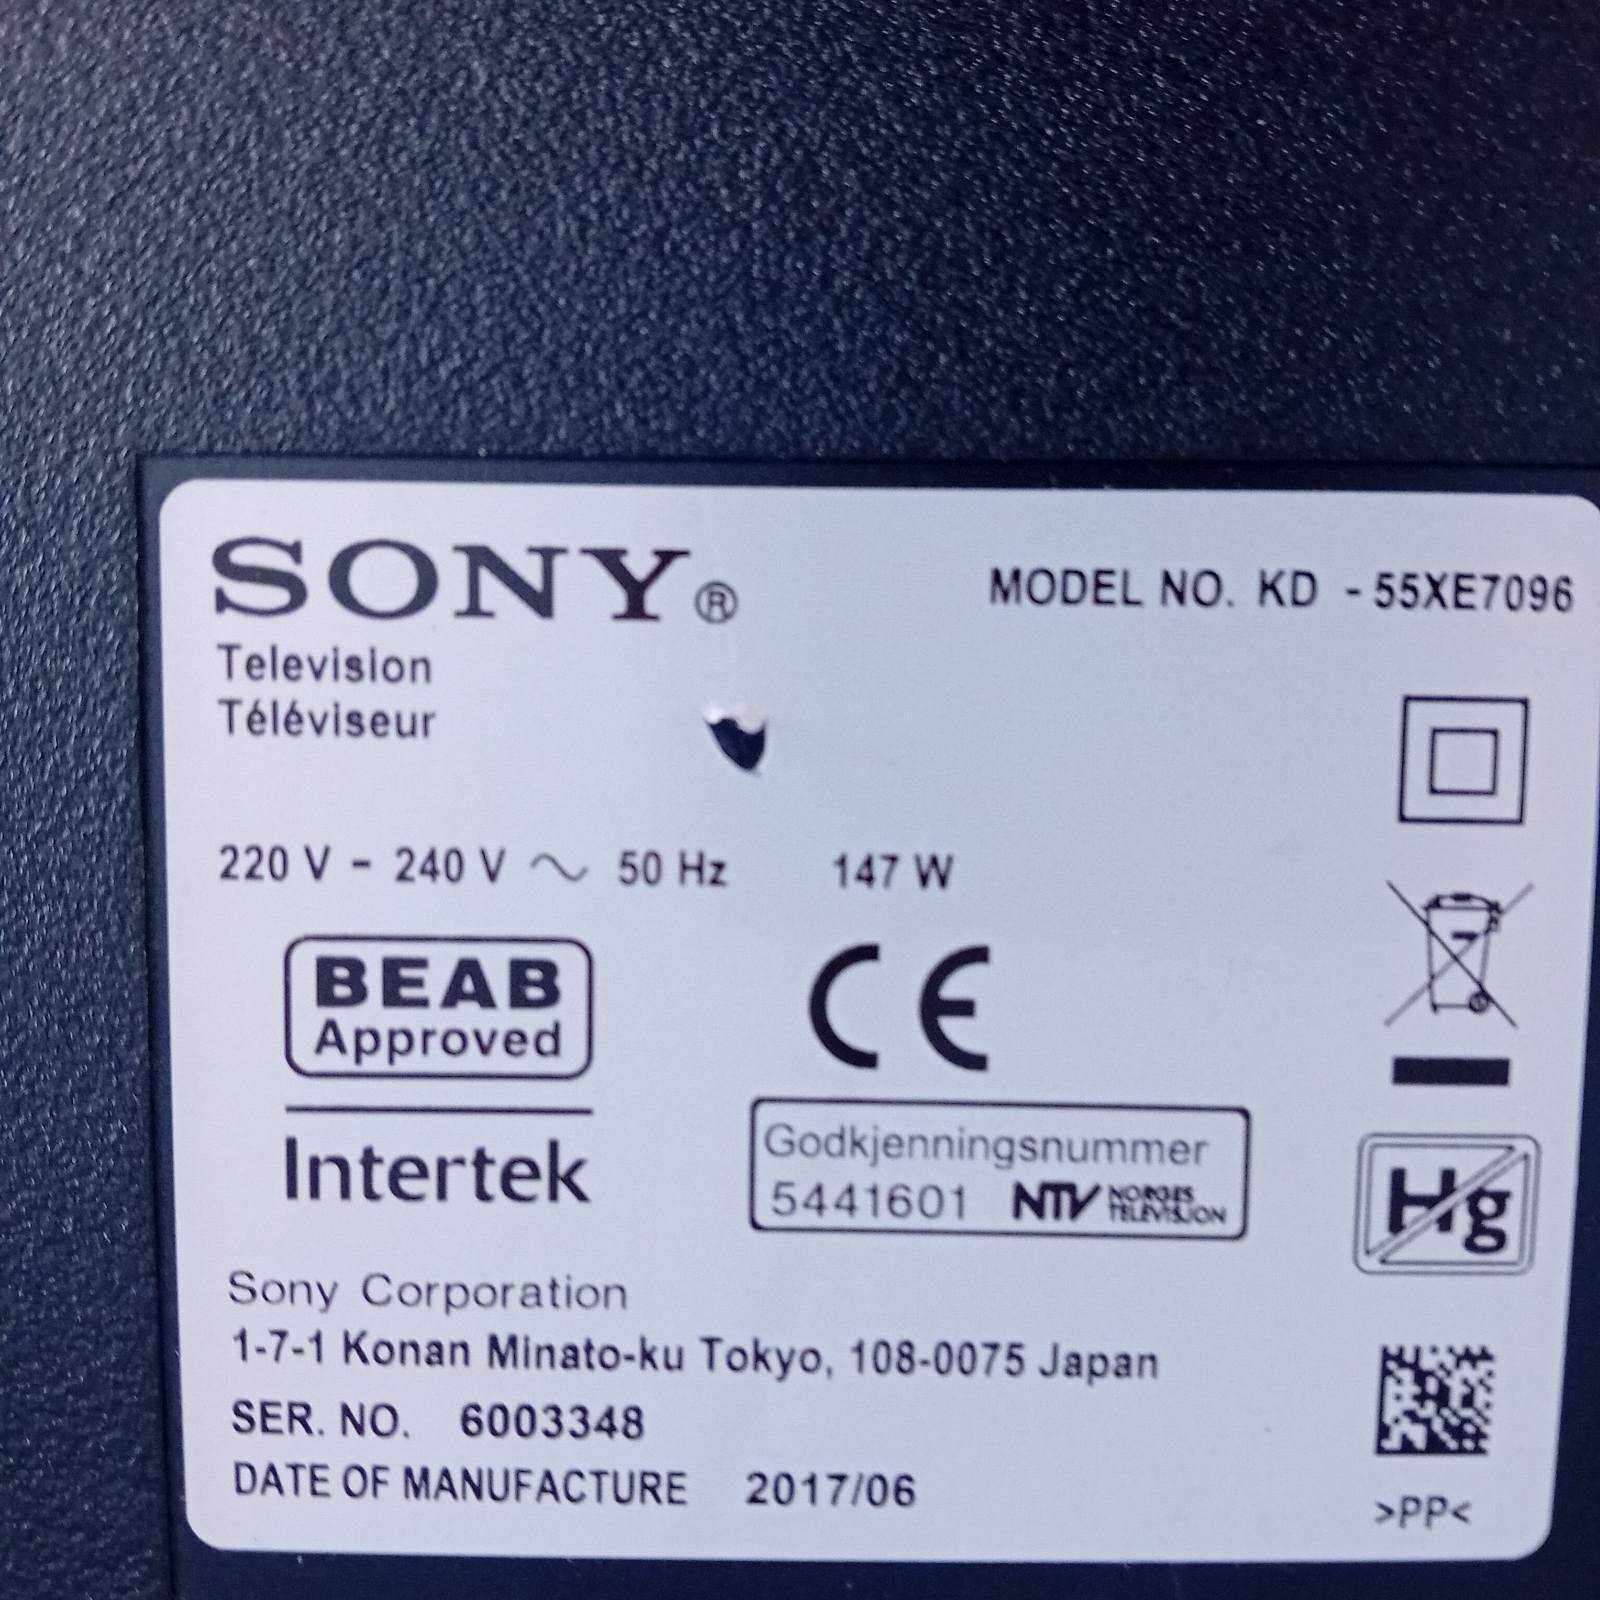 SONY®
MODEL NO. KD -55XE7096
Television
Téléviseur
220 V - 240 V ~ 50 Hz 147 W
BEAB
Approved
Intertek
CE
Godkjenningsnummer
5441601 NTV NORGES TELEVISJON
Hg
Sony Corporation
1-7-1 Konan Minato-ku Tokyo, 108-0075 Japan
SER. NO. 6003348
DATE OF MANUFACTURE 2017/06
>PP<